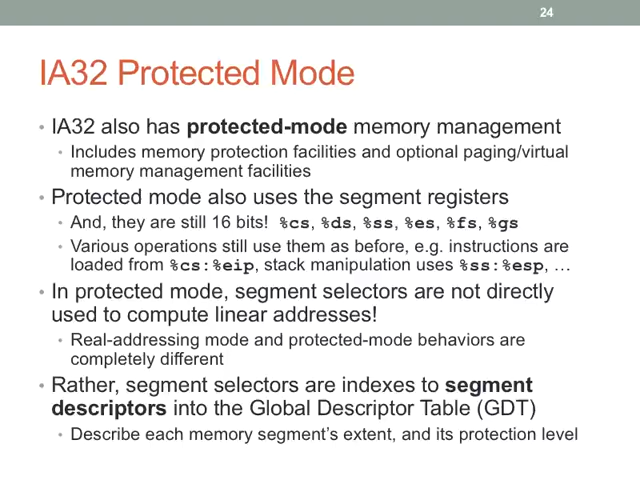 24
IA32 Protected Mode
• IA32 also has protected-mode memory management
• Includes memory protection facilities and optional paging/virtual
memory management facilities
• Protected mode also uses the segment registers
• And, they are still 16 bits! %cs, %ds, %ss, %es, %fs, %gs
• Various operations still use them as before, e.g. instructions are
loaded from %cs:%eip, stack manipulation uses %ss:%esp, …
• In protected mode, segment selectors are not directly
used to compute linear addresses!
• Real-addressing mode and protected-mode behaviors are
completely different
• Rather, segment selectors are indexes to segment
descriptors into the Global Descriptor Table (GDT)
• Describe each memory segment's extent, and its protection level